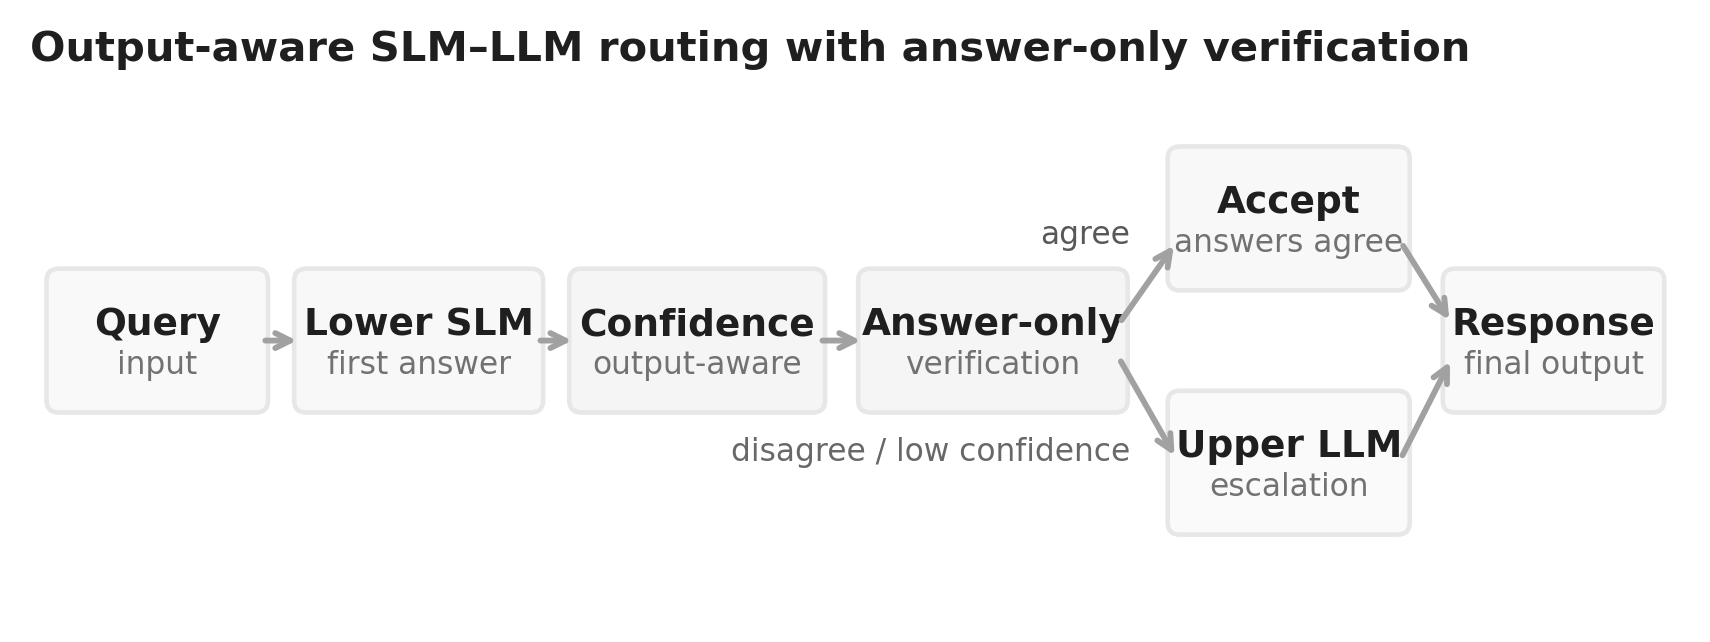 Output-aware SLM–LLM routing with answer-only verification
Query
input
Lower SLM
first answer
Confidence
output-aware
Answer-only
verification
agree
disagree / low confidence
Accept
answers agree
Upper LLM
escalation
Response
final output